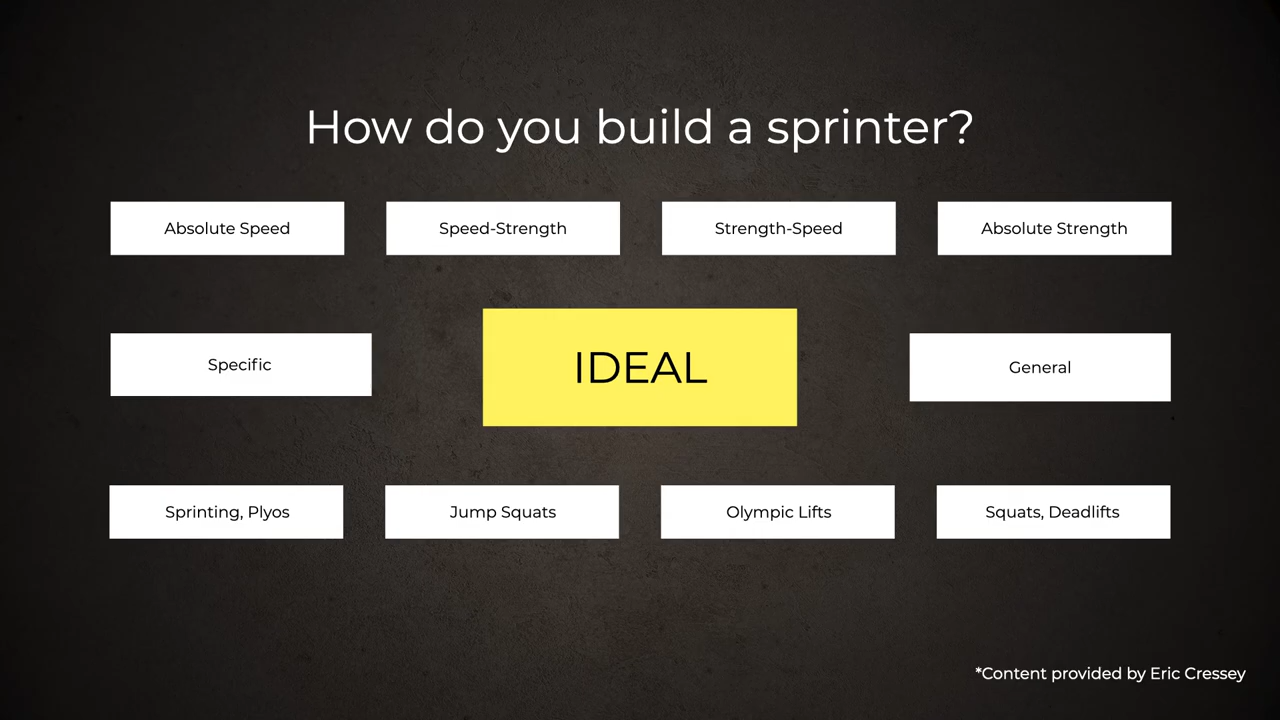 How do you build a sprinter?
Absolute Speed
Speed-Strength
Strength-Speed
Absolute Strength
Specific
IDEAL
General
Sprinting, Plyos
Jump Squats
Olympic Lifts
Squats, Deadlifts
*Content provided by Eric Cressey